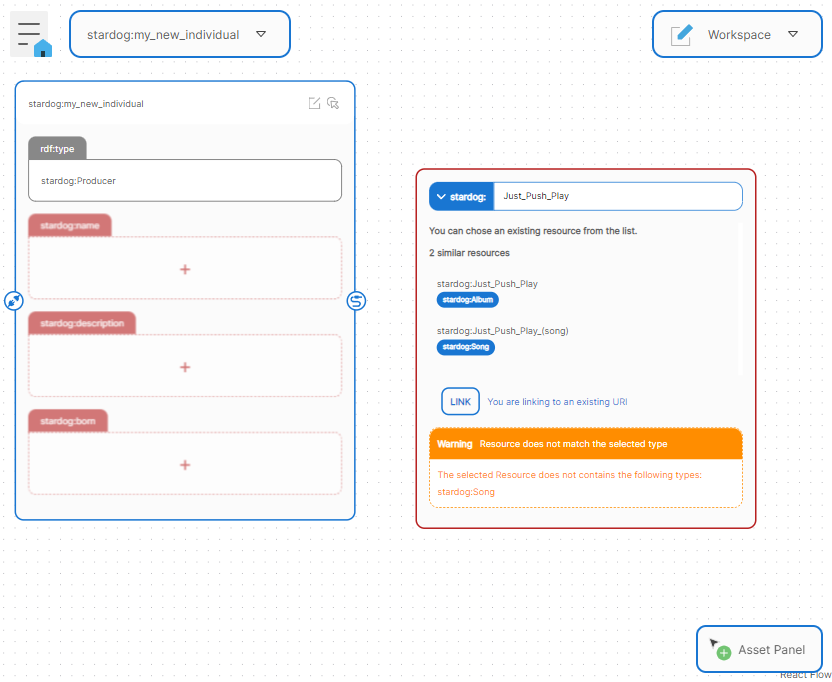 stardog:my_new_individual
Workspace
stardog:my_new_individual
rdf:type
stardog:Producer
stardog:name
+
stardog:description
+
stardog:born
+
stardog:
Just_Push_Play
You can chose an existing resource from the list.
2 similar resources
stardog:Just_Push_Play
stardog:Album
stardog:Just_Push_Play_(song)
stardog:Song
LINK You are linking to an existing URI
Warning Resource does not match the selected type
The selected Resource does not contains the following types:
stardog:Song
Asset Panel
React Flow